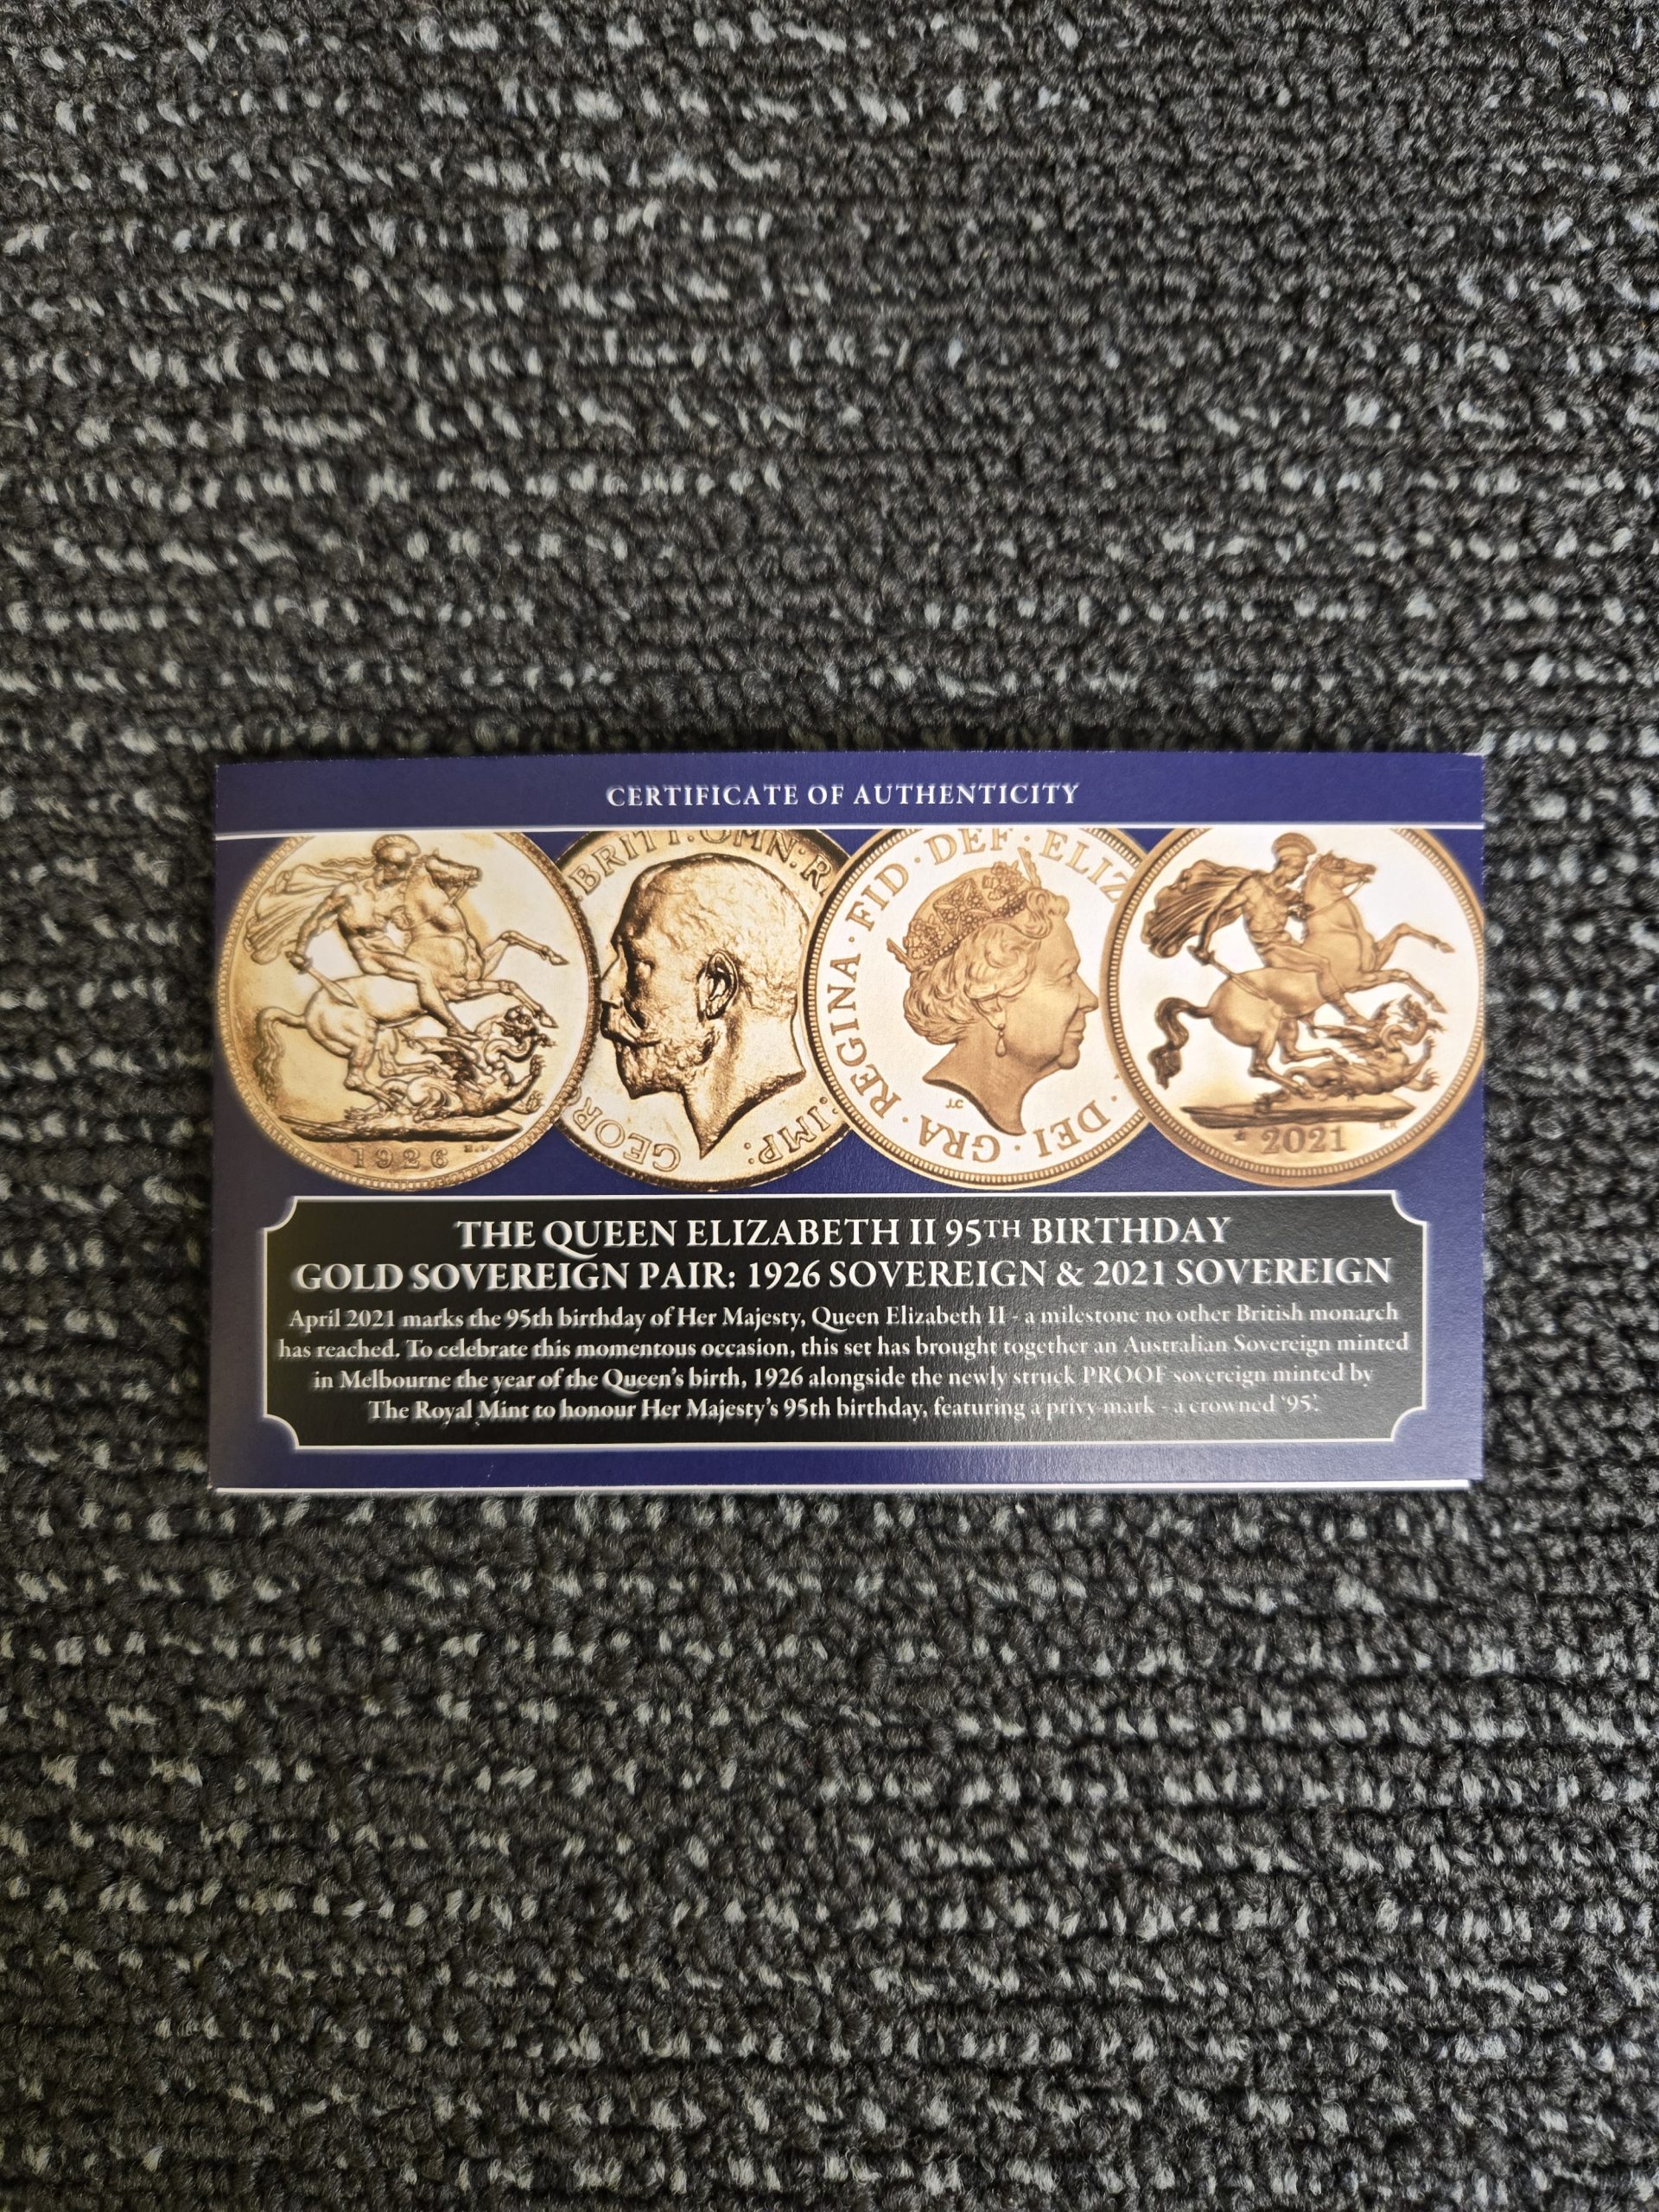 CERTIFICATE OF AUTHENTICITY
BRITT: OMN: R
GEOR
IMP:
DEI · GRA · REGINA · FID · DEF · ELIZ
J.C
1926
2021
THE QUEEN ELIZABETH II 95TH BIRTHDAY
GOLD SOVEREIGN PAIR: 1926 SOVEREIGN & 2021 SOVEREIGN
April 2021 marks the 95th birthday of Her Majesty, Queen Elizabeth II - a milestone no other British monarch
has reached. To celebrate this momentous occasion, this set has brought together an Australian Sovereign minted
in Melbourne the year of the Queen's birth, 1926 alongside the newly struck PROOF sovereign minted by
The Royal Mint to honour Her Majesty's 95th birthday, featuring a privy mark - a crowned '95'.